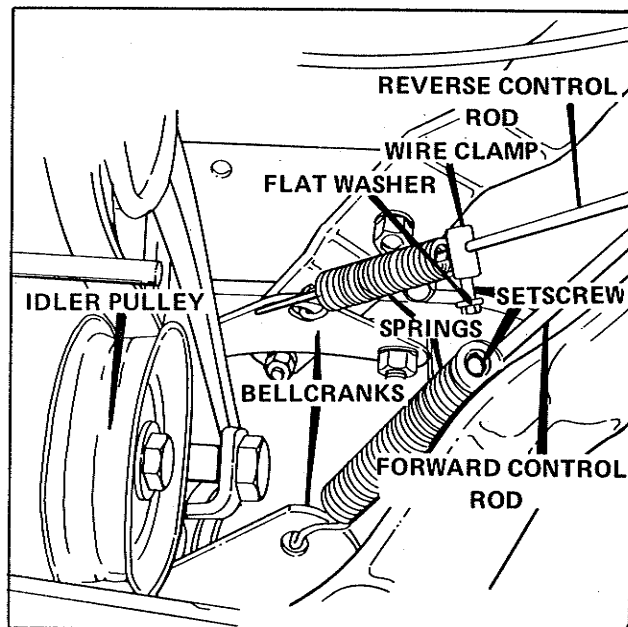 REVERSE CONTROL
ROD
WIRE CLAMP
FLAT WASHER
IDLER PULLEY
SETSCREW
SPRINGS
BELLCRANKS
FORWARD CONTROL
ROD